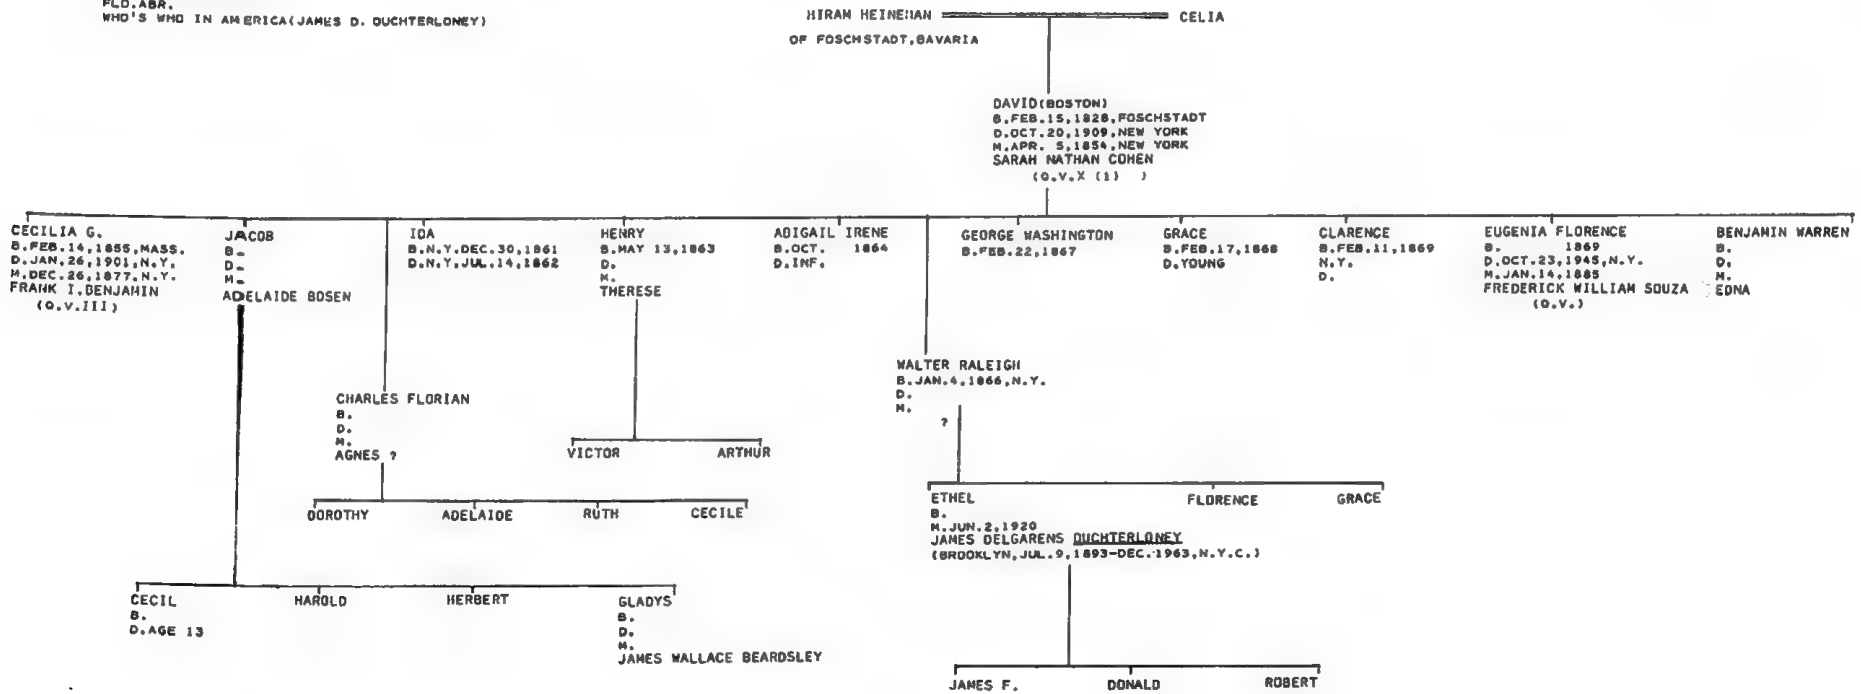 FLD.ABR.
WHO'S WHO IN AMERICA(JAMES D. OUCHTERLONEY)
HIRAM HEINEMAN
CELIA
OF FOSCHSTADT,BAVARIA
DAVID(BOSTON)
B.FEB.15,1828,FOSCHSTADT
D.OCT.20,1909,NEW YORK
M.APR. 5,1854,NEW YORK
SARAH NATHAN COHEN
(Q.V.X (1) )
CECILIA G.
B.FEB.14,1855,MASS.
D.JAN.26,1901,N.Y.
M.DEC.26,1877,N.Y.
FRANK I.BENJAMIN
(Q.V.III)
JACOB
B.
D.
M.
ADELAIDE BOSEN
IDA
B.N.Y.DEC.30,1861
D.N.Y.JUL.14,1862
HENRY
B.MAY 13,1863
D.
M.
THERESE
ABIGAIL IRENE
B.OCT. 1864
D.INF.
GEORGE WASHINGTON
B.FEB.22,1867
GRACE
B.FEB.17,1868
D.YOUNG
CLARENCE
B.FEB.11,1869
N.Y.
D.
EUGENIA FLORENCE
B. 1869
D.OCT.23,1945,N.Y.
M.JAN.14,1885
FREDERICK WILLIAM SOUZA
(Q.V.)
BENJAMIN WARREN
B.
D.
M.
EDNA
WALTER RALEIGH
B.JAN.4,1866,N.Y.
D.
M.
?
CHARLES FLORIAN
B.
D.
M.
AGNES ?
VICTOR
ARTHUR
ETHEL
B.
M.JUN.2,1920
JAMES DELGARENS OUCHTERLONEY
(BROOKLYN,JUL.9,1893-DEC.1963,N.Y.C.)
FLORENCE
GRACE
DOROTHY
ADELAIDE
RUTH
CECILE
CECIL
B.
D.AGE 13
HAROLD
HERBERT
GLADYS
B.
D.
M.
JAMES WALLACE BEARDSLEY
JAMES F.
DONALD
ROBERT